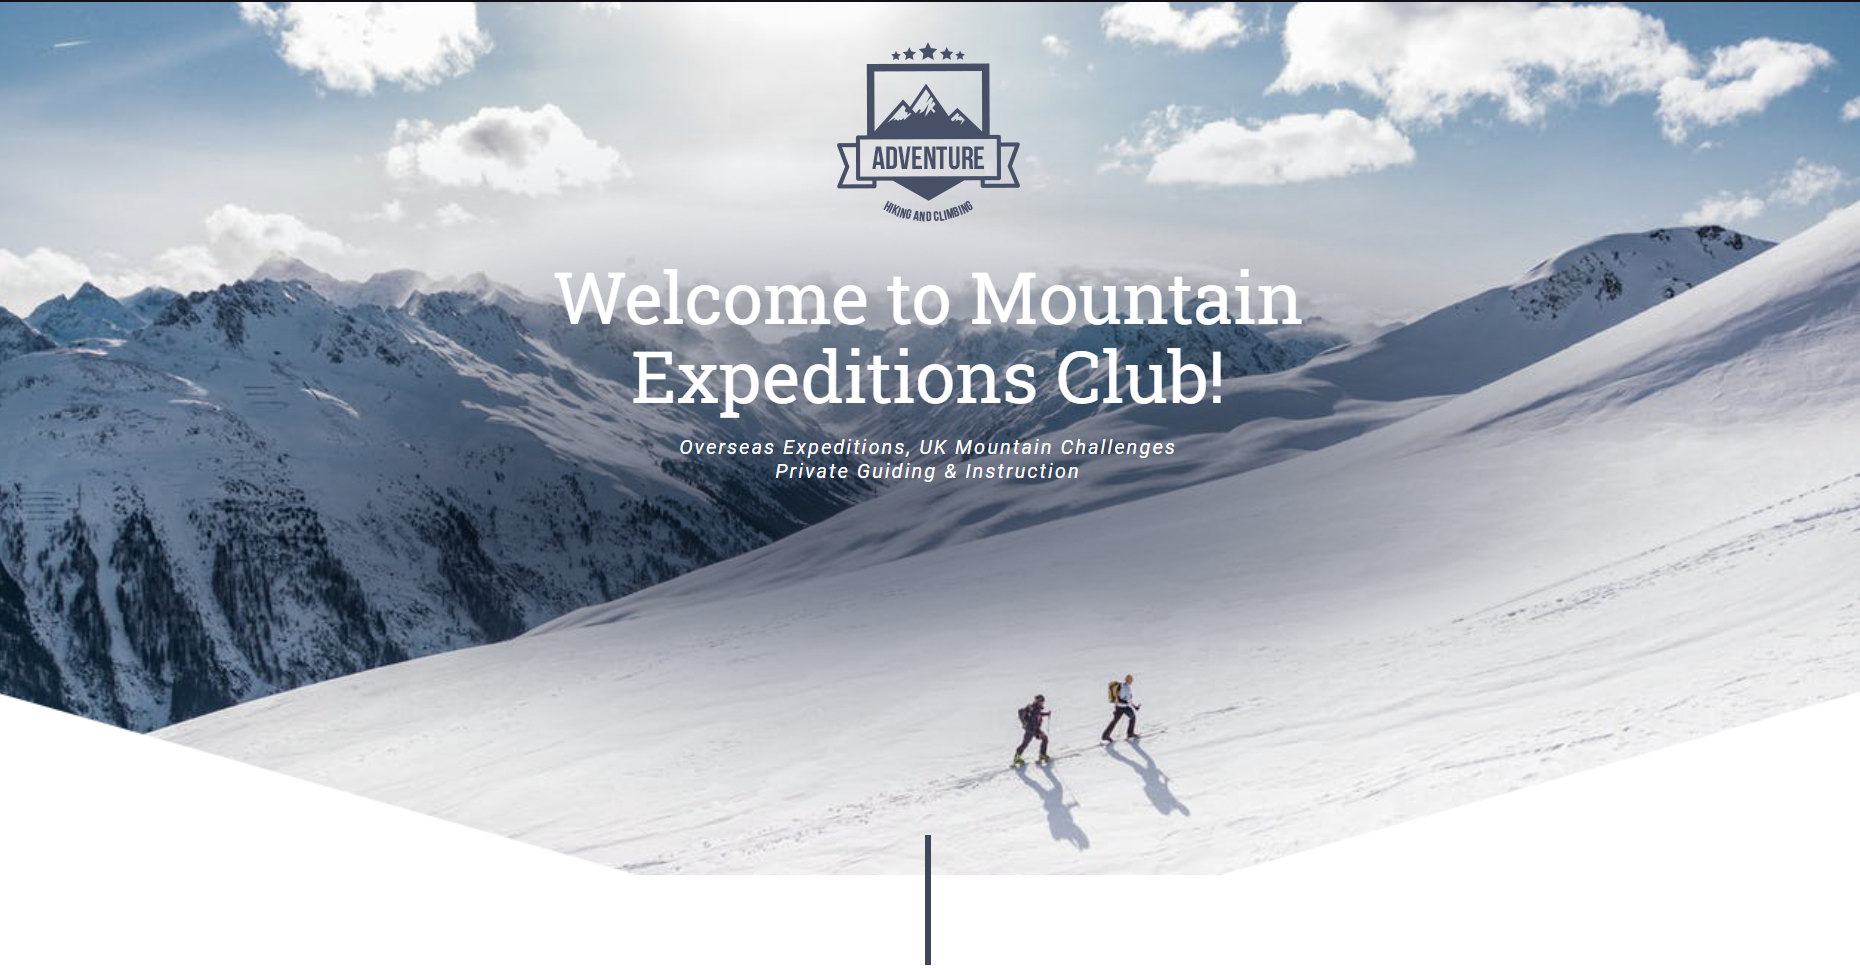 ADVENTURE
HIKING AND CLIMBING
Welcome to Mountain
Expeditions Club!
Overseas Expeditions, UK Mountain Challenges
Private Guiding & Instruction